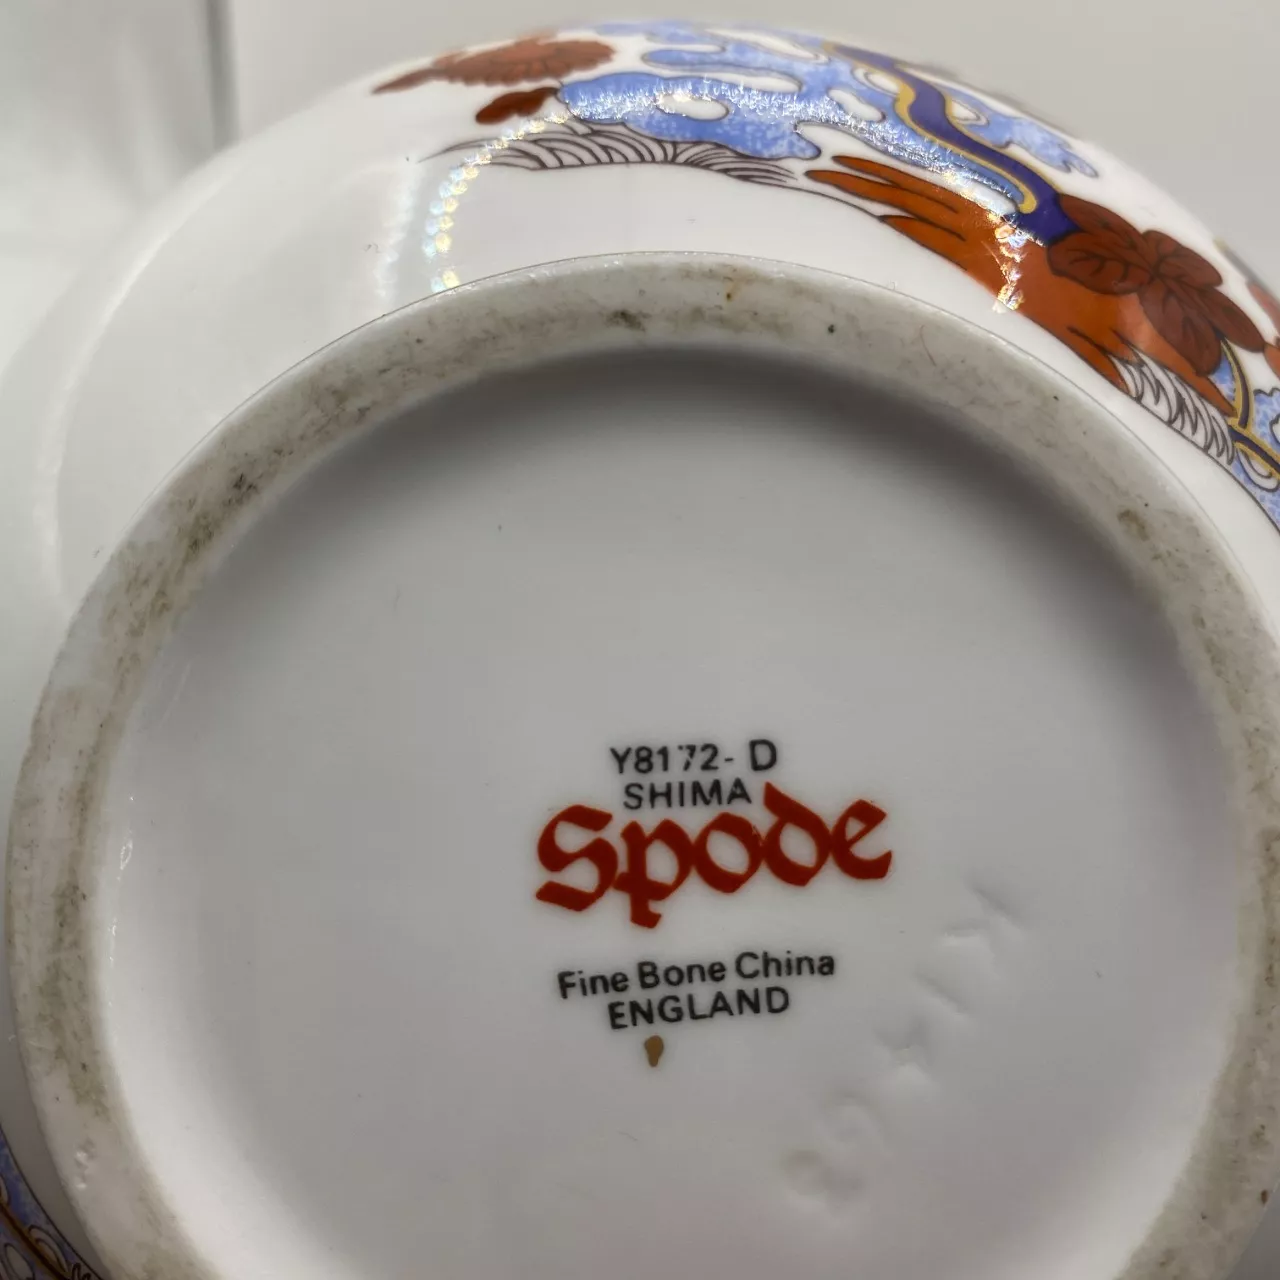 Y8172-D
SHIMA
Spode
Fine Bone China
ENGLAND